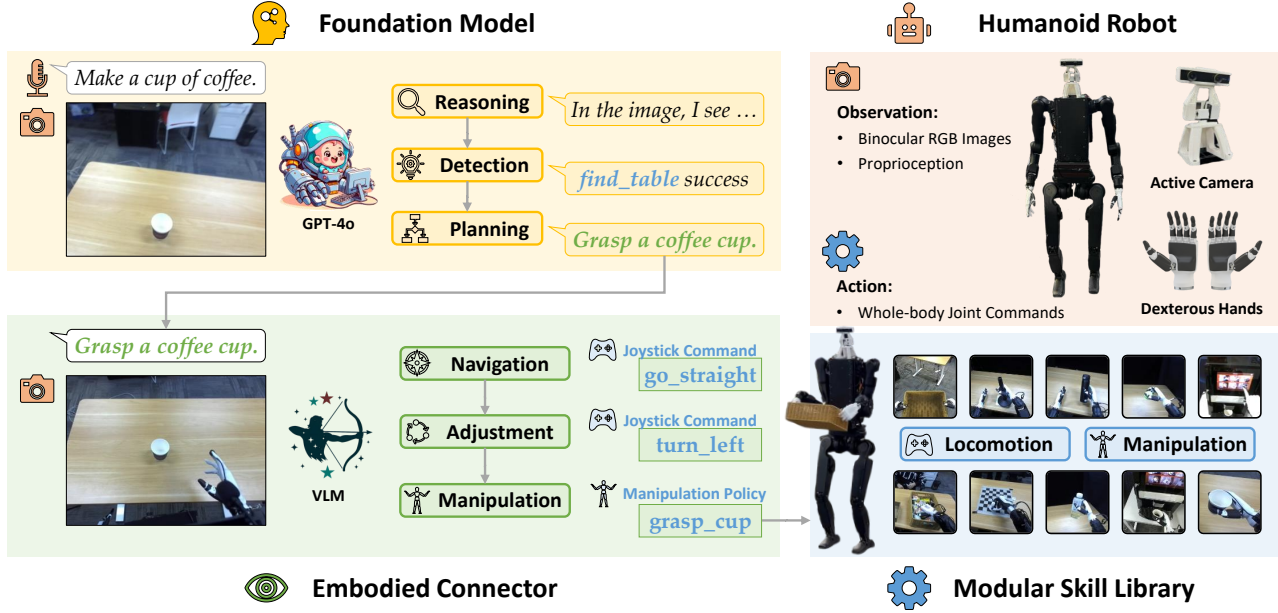 Foundation Model
Make a cup of coffee.
GPT-4o
Reasoning
In the image, I see …
Detection
find_table success
Planning
Grasp a coffee cup.
Humanoid Robot
Observation:
• Binocular RGB Images
• Proprioception
Action:
• Whole-body Joint Commands
Active Camera
Dexterous Hands
Grasp a coffee cup.
VLM
Navigation
Joystick Command
go_straight
Adjustment
Joystick Command
turn_left
Manipulation
Manipulation Policy
grasp_cup
Embodied Connector
Locomotion
Manipulation
Modular Skill Library